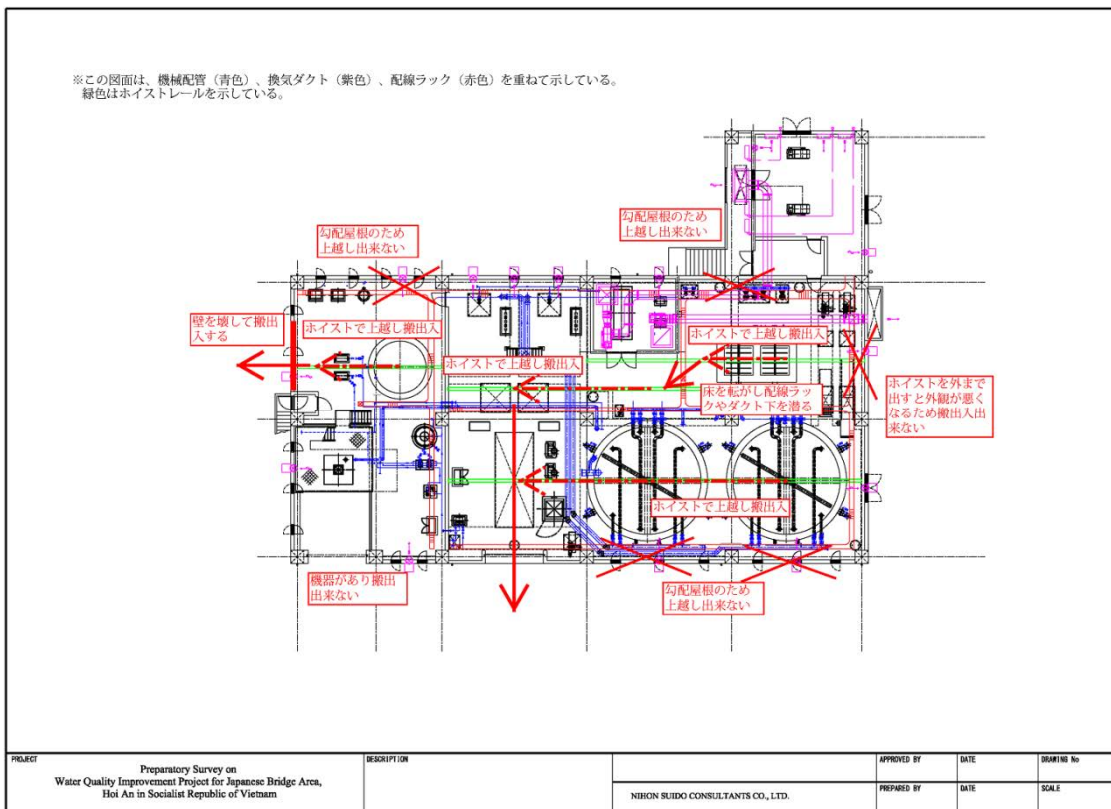 ※この図面は、機械配管（青色）、換気ダクト（紫色）、配線ラック（赤色）を重ねて示している。
緑色はホイストレールを示している。
勾配屋根のため
上越し出来ない
勾配屋根のため
上越し出来ない
壁を壊して搬出
入する
ホイストで上越し搬出入
ホイストで上越し搬出入
ホイストで上越し搬出入
床を転がし配線ラッ
クやダクト下を潜る
ホイストを外まで
出すと外観が悪く
なるため搬出入出
来ない
ホイストで上越し搬出入
機器があり搬出
出来ない
勾配屋根のため
上越し出来ない
PROJECT
Preparatory Survey on
Water Quality Improvement Project for Japanese Bridge Area,
Hoi An in Socialist Republic of Vietnam
DESCRIPTION
NIHON SUIDO CONSULTANTS CO., LTD.
APPROVED BY
DATE
DRAWING No
PREPARED BY
DATE
SCALE